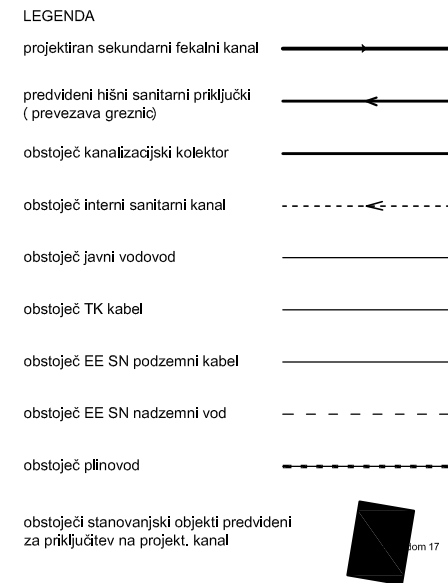 LEGENDA
projektiran sekundarni fekalni kanal
predvideni hišni sanitarni priključki
( prevezava greznic)
obstoječ kanalizacijski kolektor
obstoječ interni sanitarni kanal
obstoječ javni vodovod
obstoječ TK kabel
obstoječ EE SN podzemni kabel
obstoječ EE SN nadzemni vod
obstoječ plinovod
obstoječi stanovanjski objekti predvideni
za priključitev na projekt. kanal
dom 17